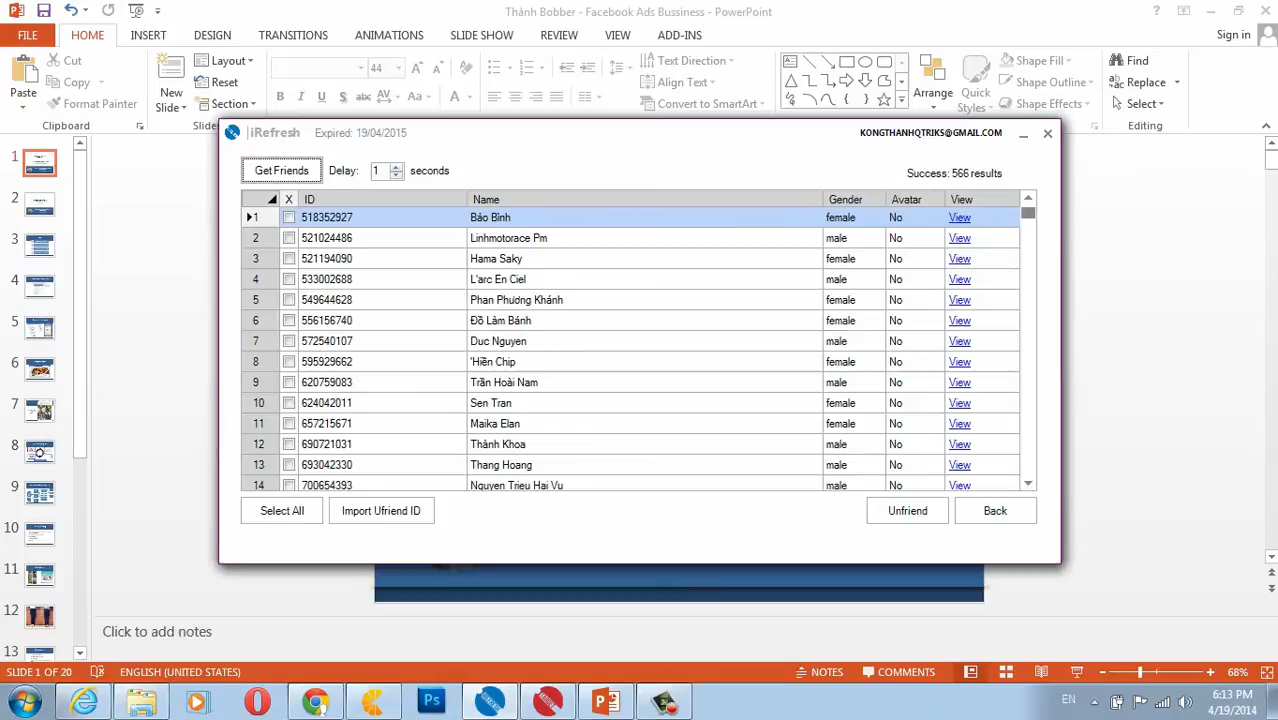 Thành Bobber - Facebook Ads Bussiness - PowerPoint
FILE HOME INSERT DESIGN TRANSITIONS ANIMATIONS SLIDE SHOW REVIEW VIEW ADD-INS Sign in
Paste
Cut
Copy
Format Painter
Clipboard
New Slide
Layout
Reset
Section
44
B I U S abc AV Aa A
Text Direction
Align Text
Convert to SmartArt
Arrange
Quick Styles
Shape Fill
Shape Outline
Shape Effects
Find
Replace
Select
Editing
iRefresh Expired: 19/04/2015 KONGTHANHQTRIKS@GMAIL.COM
Get Friends Delay: 1 seconds Success: 566 results
X ID Name Gender Avatar View
1 518352927 Bảo Bình female No View
2 521024486 Linhmotorace Pm male No View
3 521194090 Hama Saky female No View
4 533002688 L'arc En Ciel male No View
5 549644628 Phan Phương Khánh female No View
6 556156740 Đồ Làm Bánh female No View
7 572540107 Duc Nguyen male No View
8 595929662 'Hiền Chip female No View
9 620759083 Trần Hoài Nam male No View
10 624042011 Sen Tran female No View
11 657215671 Maika Elan female No View
12 690721031 Thành Khoa male No View
13 693042330 Thang Hoang male No View
14 700654393 Nguyen Trieu Hai Vu male No View
Select All Import Ufriend ID Unfriend Back
1
2
3
4
5
6
7
8
9
10
11
12
13
Click to add notes
SLIDE 1 OF 20 ENGLISH (UNITED STATES) NOTES COMMENTS 68%
Ps
EN
6:13 PM
4/19/2014